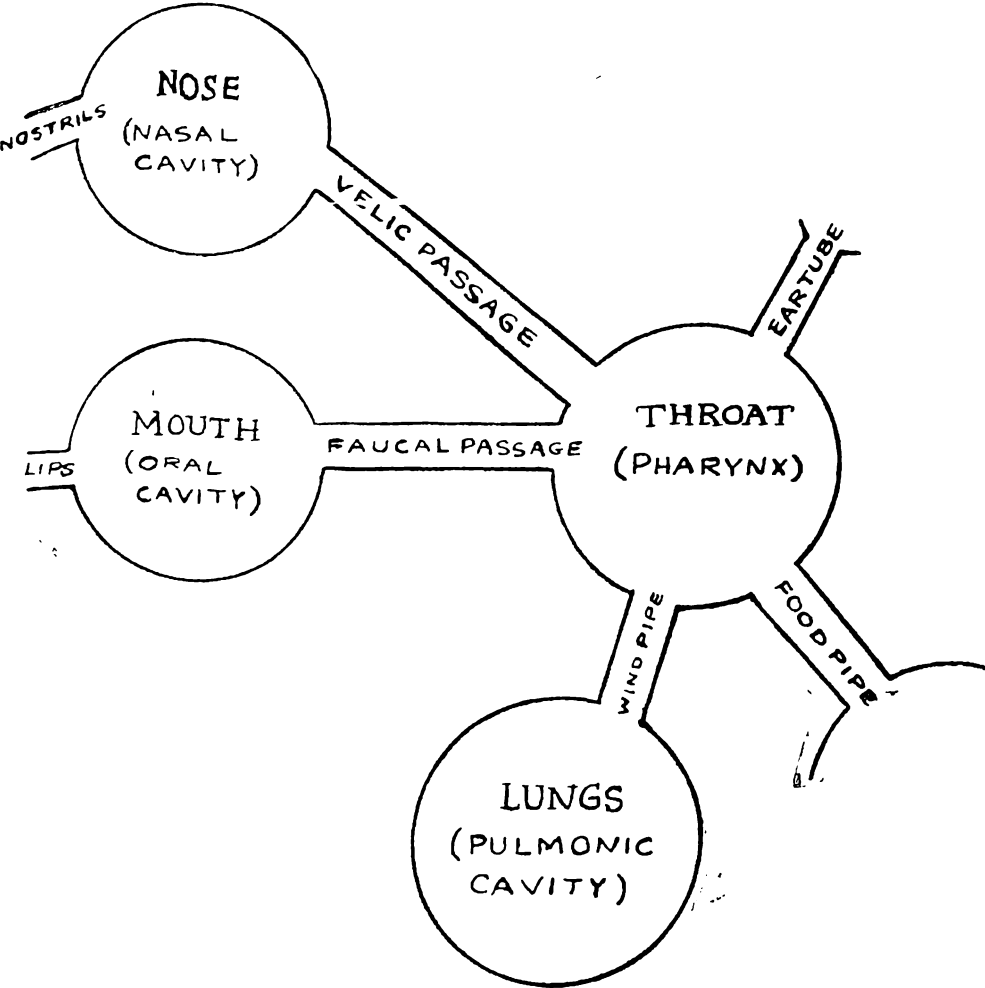 NOSE
(NASAL
CAVITY)
NOSTRILS
VELIC PASSAGE
EARTUBE
MOUTH
(ORAL
CAVITY)
LIPS
FAUCAL PASSAGE
THROAT
(PHARYNX)
WIND PIPE
FOOD PIPE
LUNGS
(PULMONIC
CAVITY)